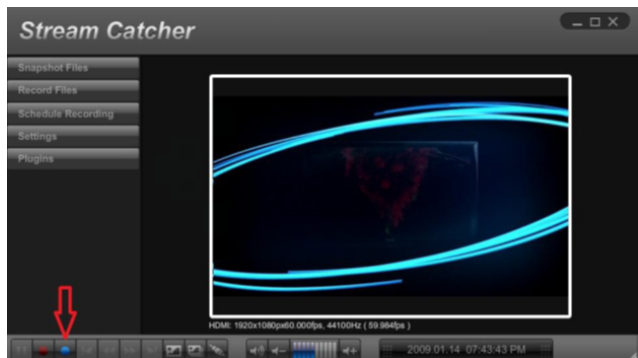 Stream Catcher
Snapshot Files
Record Files
Schedule Recording
Settings
Plugins
HDMI: 1920x1080px60.000fps, 44100Hz ( 59.984fps )
2009.01.14 07:43:43 PM